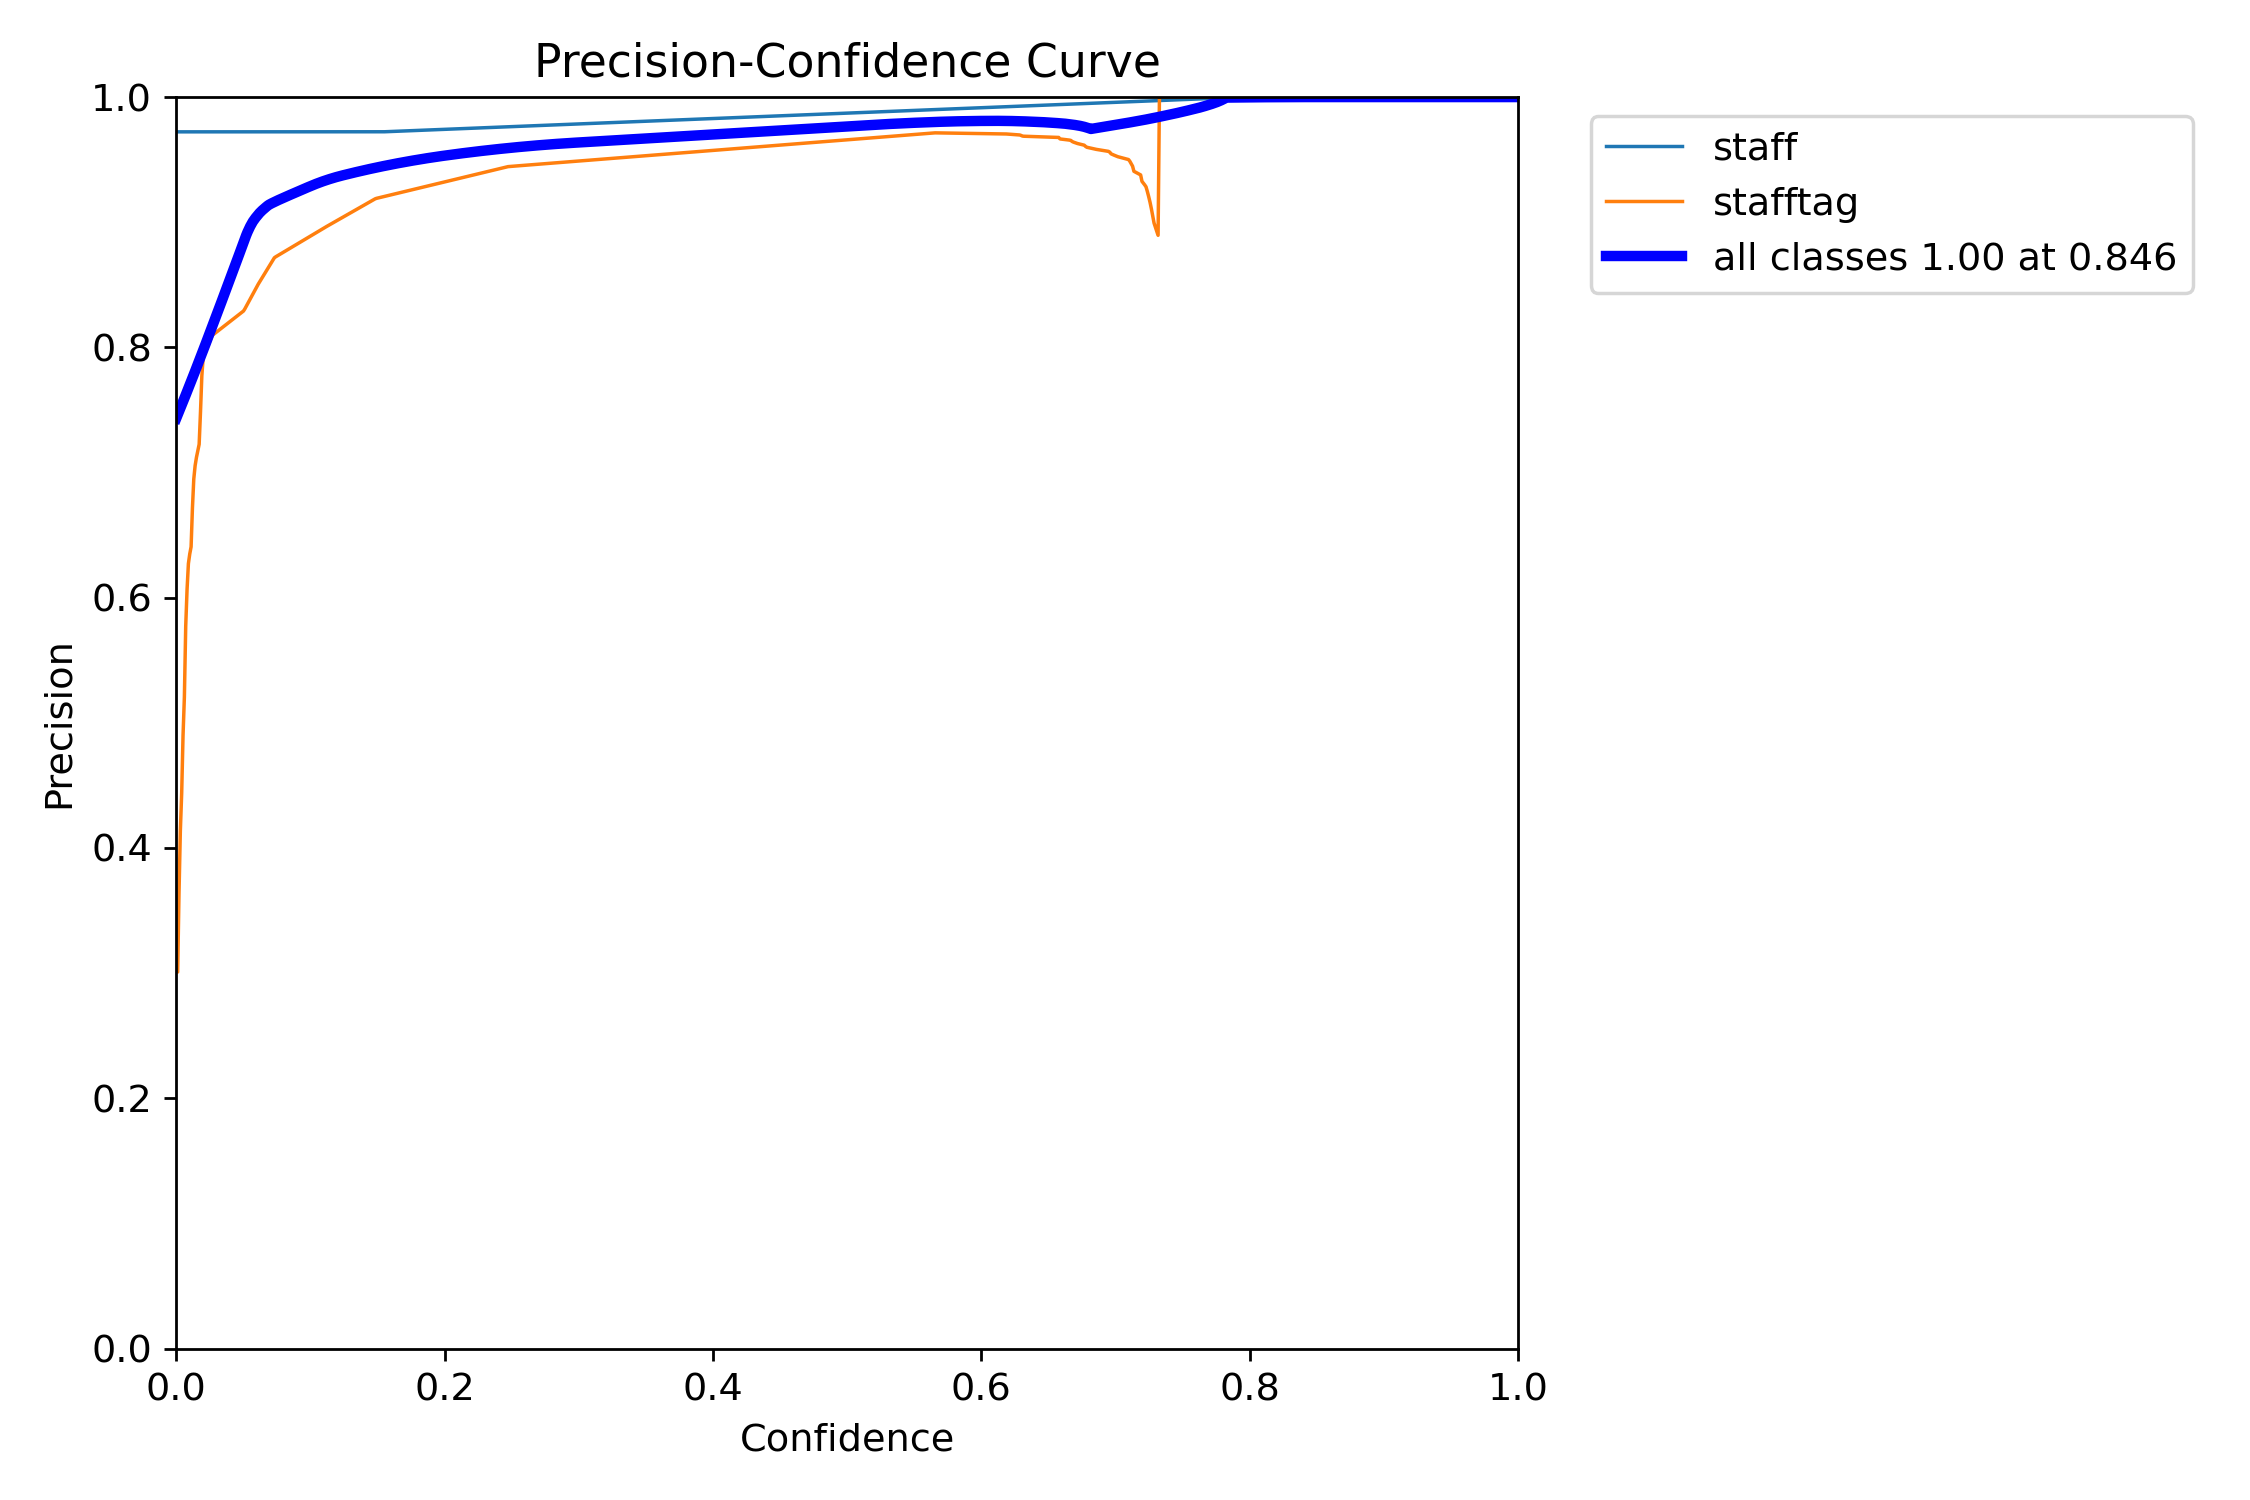 Precision-Confidence Curve
1.0
0.8
0.6
0.4
0.2
0.0
Precision
0.0 0.2 0.4 0.6 0.8 1.0
Confidence
staff
stafftag
all classes 1.00 at 0.846